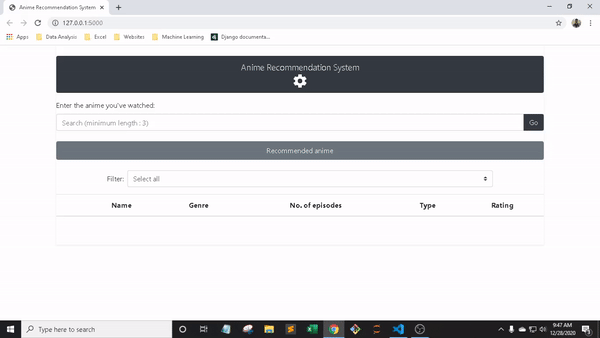 Anime Recommendation System
127.0.0.1:5000
Apps Data Analysis Excel Websites Machine Learning Django documenta...
Anime Recommendation System
Enter the anime you've watched:
Search (minimum length : 3) Go
Recommended anime
Filter: Select all
Name Genre No. of episodes Type Rating
Type here to search
9:47 AM
12/28/2020